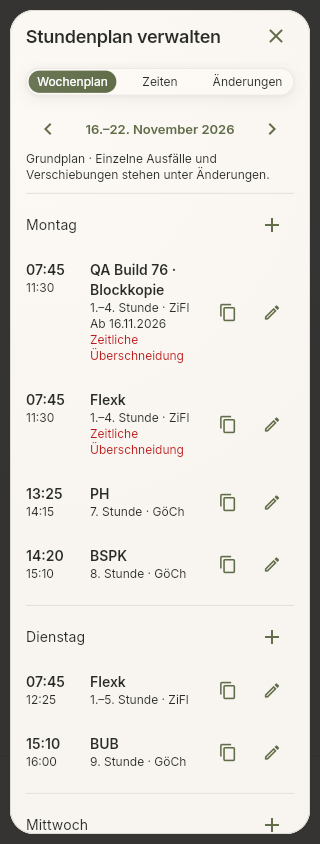 Stundenplan verwalten
Wochenplan Zeiten Änderungen
16.–22. November 2026
Grundplan · Einzelne Ausfälle und
Verschiebungen stehen unter Änderungen.
Montag
07:45 QA Build 76 ·
Blockkopie
11:30 1.–4. Stunde · ZiFl
Ab 16.11.2026
Zeitliche
Überschneidung
07:45 Flexk
11:30 1.–4. Stunde · ZiFl
Zeitliche
Überschneidung
13:25 PH
14:15 7. Stunde · GöCh
14:20 BSPK
15:10 8. Stunde · GöCh
Dienstag
07:45 Flexk
12:25 1.–5. Stunde · ZiFl
15:10 BUB
16:00 9. Stunde · GöCh
Mittwoch